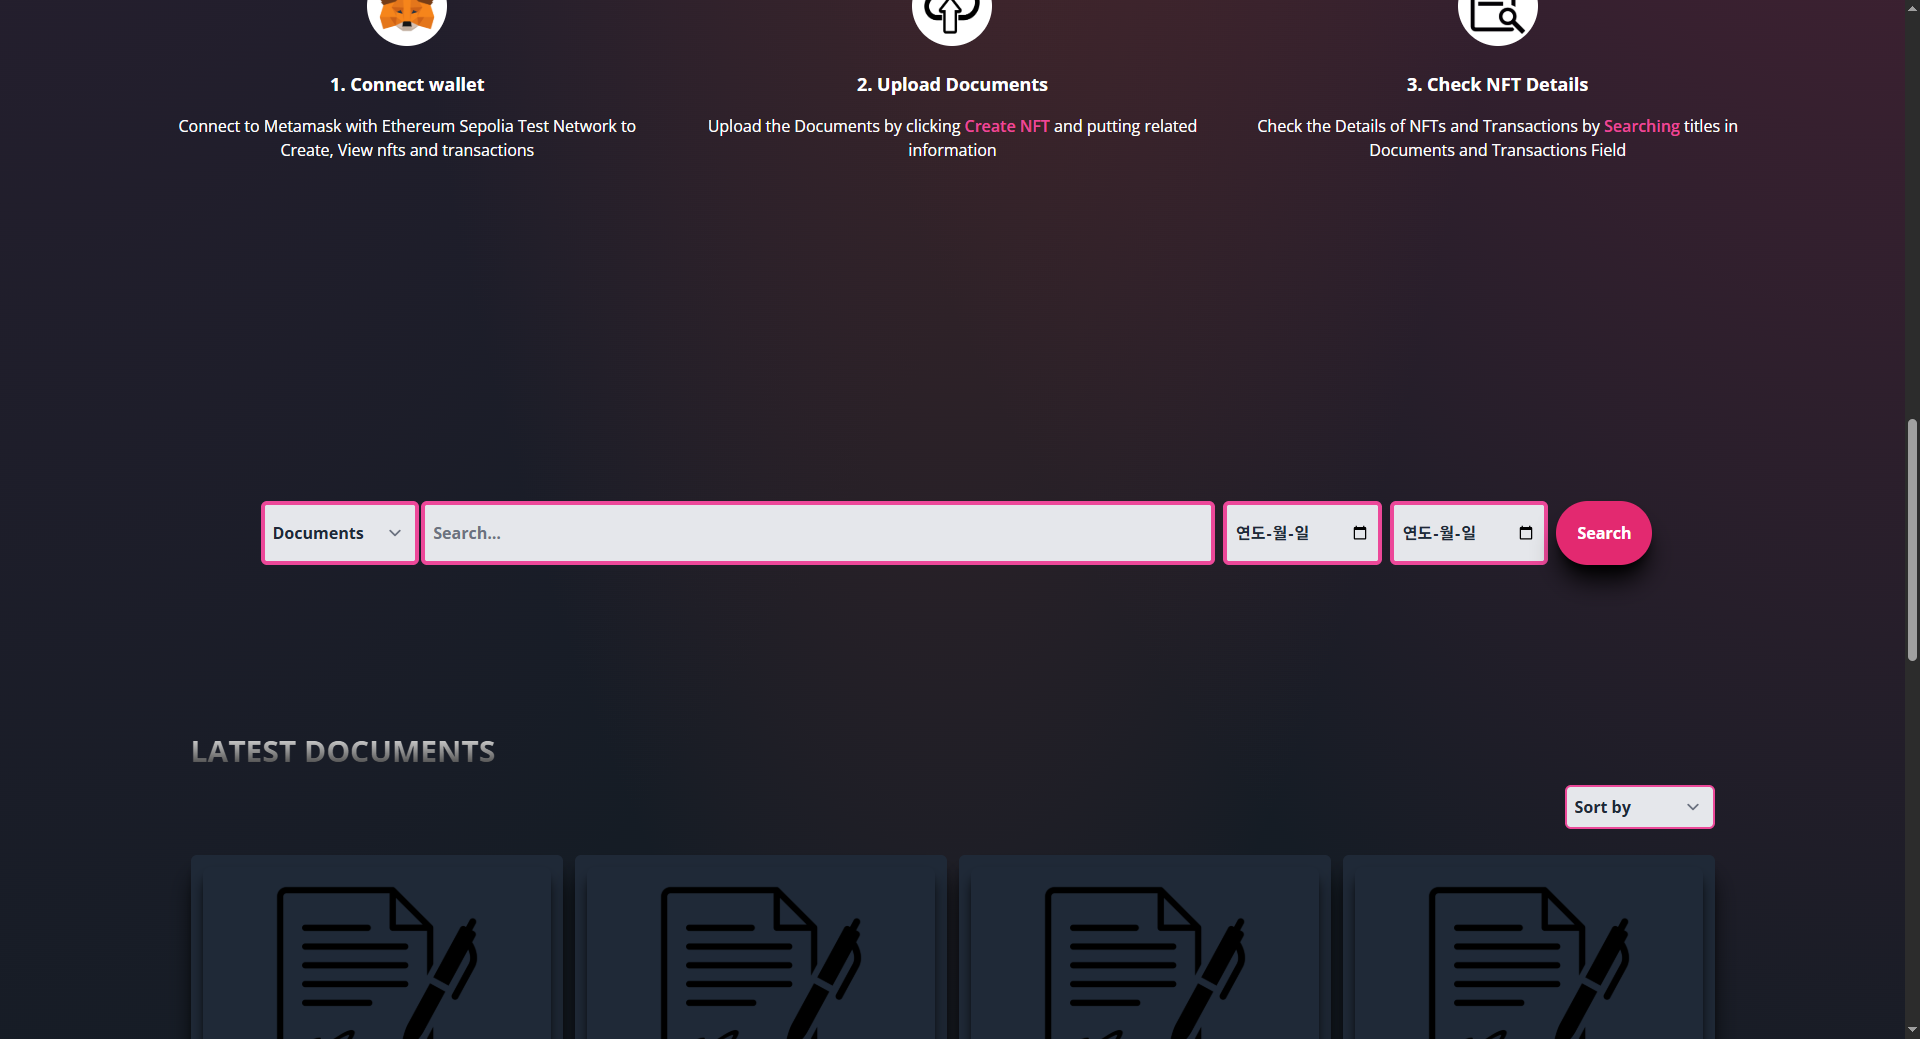 1. Connect wallet
Connect to Metamask with Ethereum Sepolia Test Network to
Create, View nfts and transactions
2. Upload Documents
Upload the Documents by clicking Create NFT and putting related
information
3. Check NFT Details
Check the Details of NFTs and Transactions by Searching titles in
Documents and Transactions Field
Documents
Search...
연도-월-일
연도-월-일
Search
LATEST DOCUMENTS
Sort by